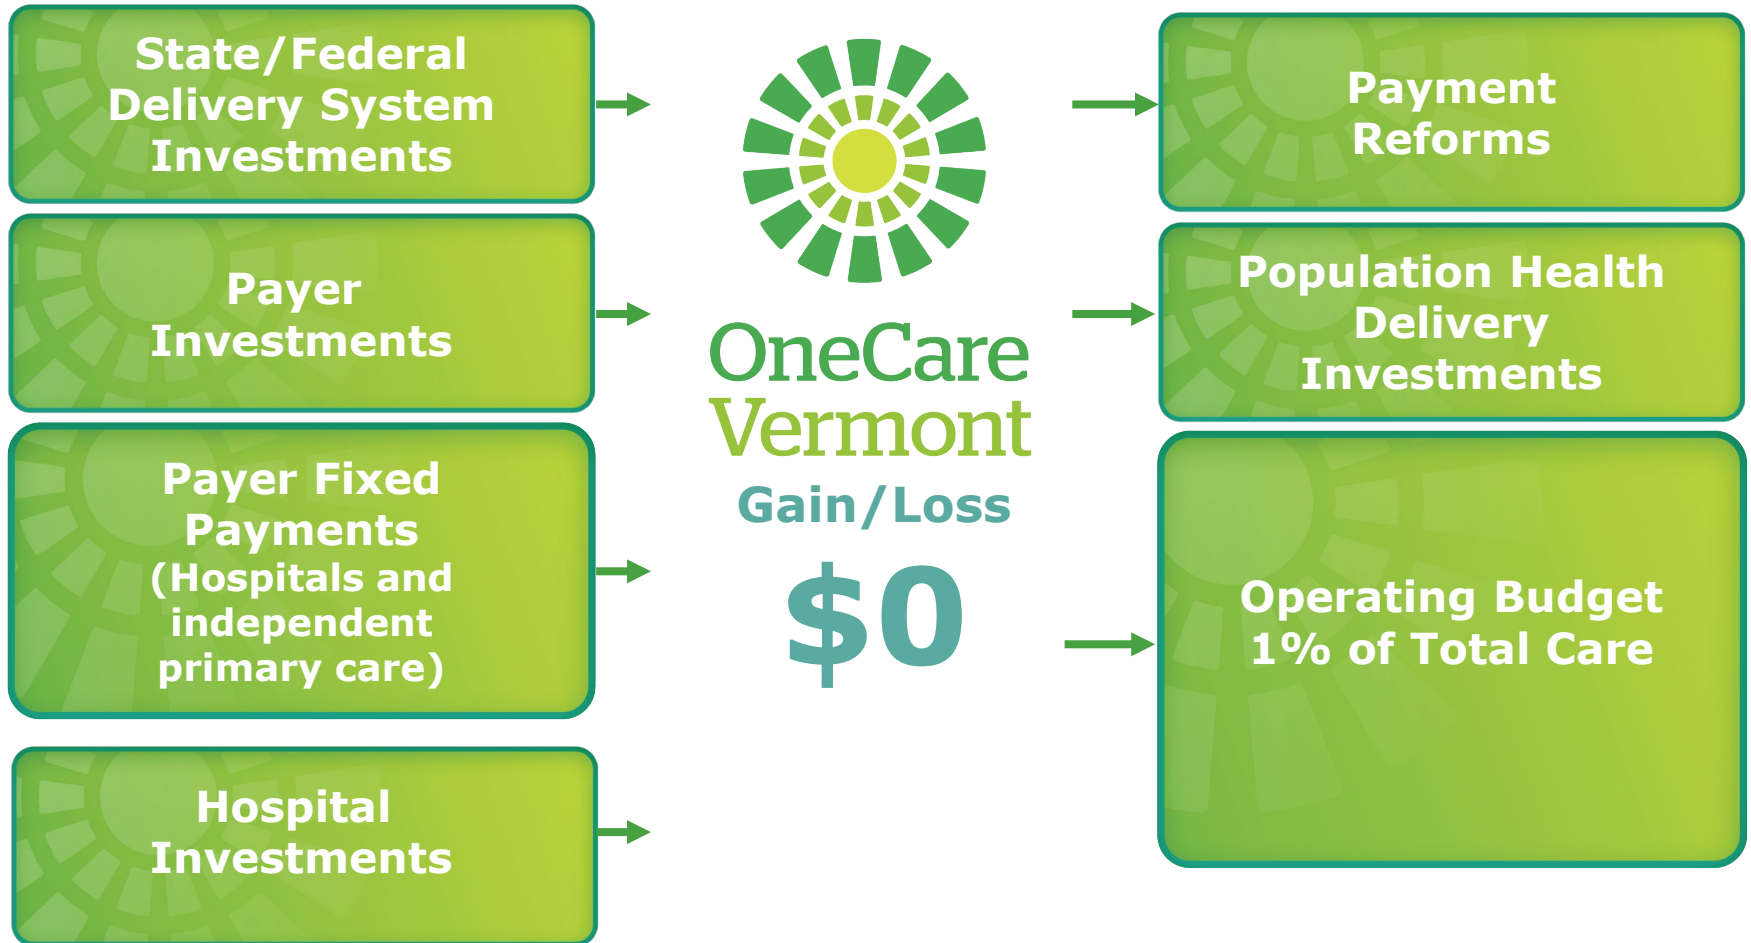 State/Federal
Delivery System
Investments
Payer
Investments
Payer Fixed
Payments
(Hospitals and
independent
primary care)
Hospital
Investments
OneCare
Vermont
Gain/Loss
$0
Payment
Reforms
Population Health
Delivery
Investments
Operating Budget
1% of Total Care